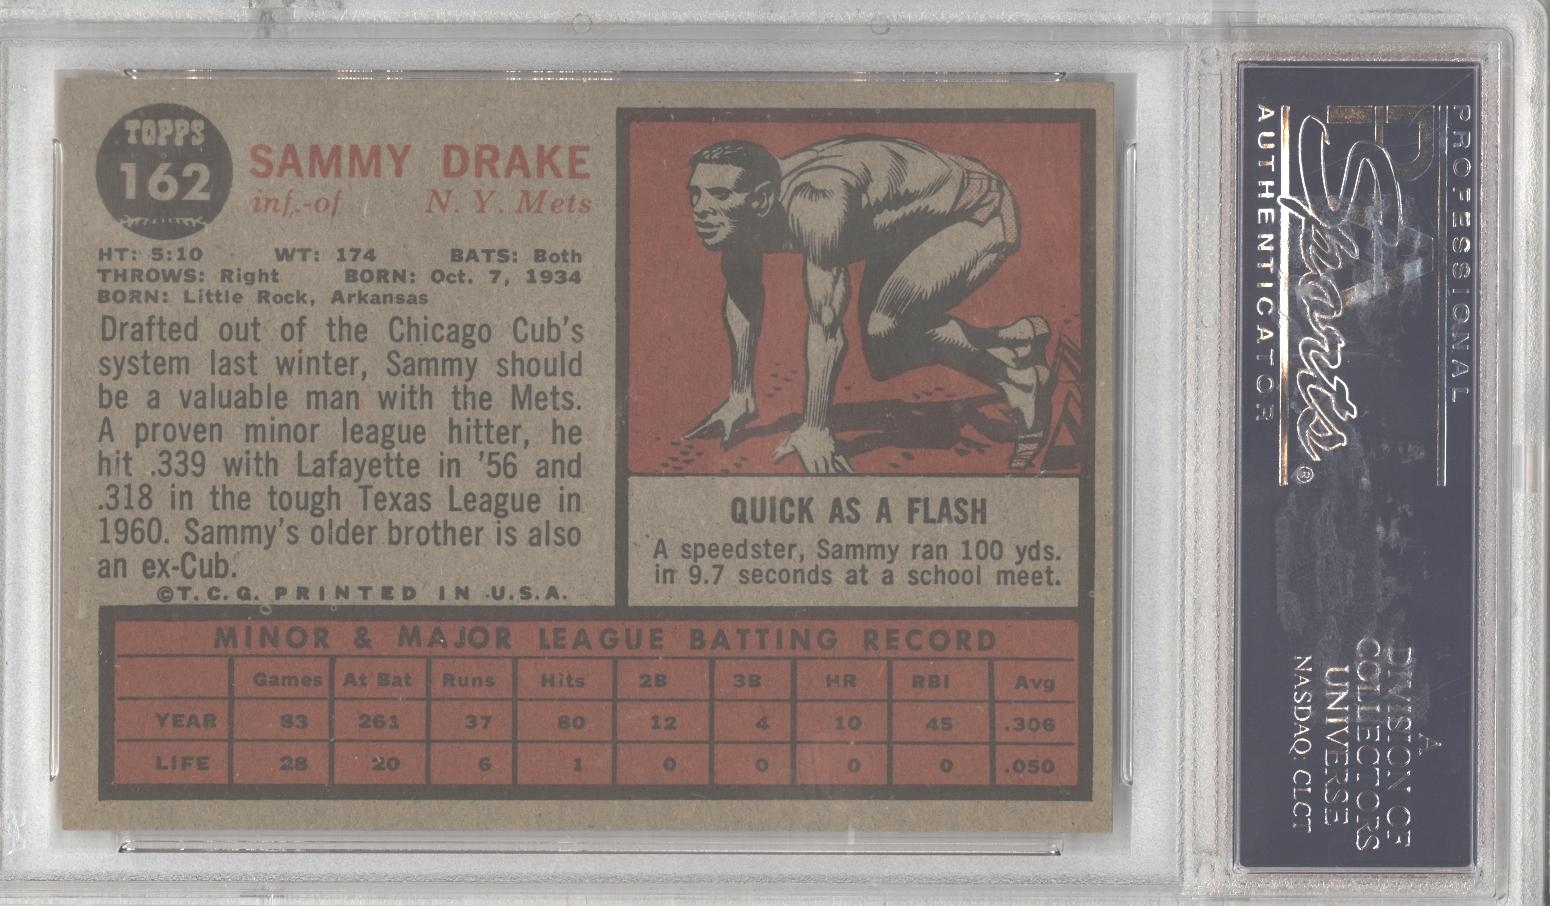 TOPPS
162
SAMMY DRAKE
inf.-of N. Y. Mets
HT: 5:10 WT: 174 BATS: Both
THROWS: Right BORN: Oct. 7, 1934
BORN: Little Rock, Arkansas
Drafted out of the Chicago Cub's
system last winter, Sammy should
be a valuable man with the Mets.
A proven minor league hitter, he
hit .339 with Lafayette in '56 and
.318 in the tough Texas League in
1960. Sammy's older brother is also
an ex-Cub.
©T.C.G. PRINTED IN U.S.A.
QUICK AS A FLASH
A speedster, Sammy ran 100 yds.
in 9.7 seconds at a school meet.
MINOR & MAJOR LEAGUE BATTING RECORD
Games At Bat Runs Hits 2B 3B HR RBI Avg
YEAR 83 261 37 80 12 4 10 45 .306
LIFE 28 20 6 1 0 0 0 0 .050
PROFESSIONAL
PSA
Sports®
AUTHENTICATOR
A
DIVISION OF
COLLECTORS
UNIVERSE
NASDAQ: CLCT